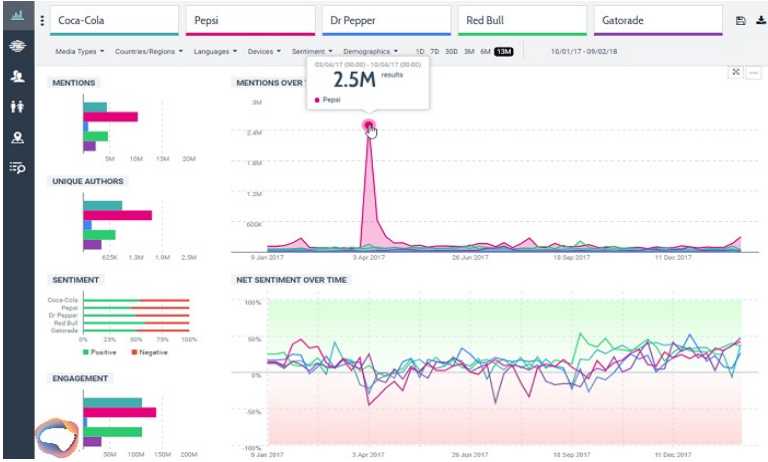 Coca-Cola Pepsi Dr Pepper Red Bull Gatorade
Media Types Countries/Regions Languages Devices Sentiment Demographics 1D 7D 30D 3M 6M 13M 10/01/17 - 09/02/18
03/04/17 (00:00) - 10/04/17 (00:00)
2.5M results
Pepsi
MENTIONS
5M 10M 15M 20M
MENTIONS OVER T
3M
2.4M
1.8M
1.2M
600K
9 Jan 2017 3 Apr 2017 26 Jun 2017 18 Sep 2017 11 Dec 2017
UNIQUE AUTHORS
625K 1.3M 1.9M 2.5M
SENTIMENT
Coca-Cola
Pepsi
Dr Pepper
Red Bull
Gatorade
0% 25% 50% 75% 100%
Positive Negative
NET SENTIMENT OVER TIME
100%
50%
0%
-50%
-100%
9 Jan 2017 3 Apr 2017 26 Jun 2017 18 Sep 2017 11 Dec 2017
ENGAGEMENT
50M 100M 150M 200M